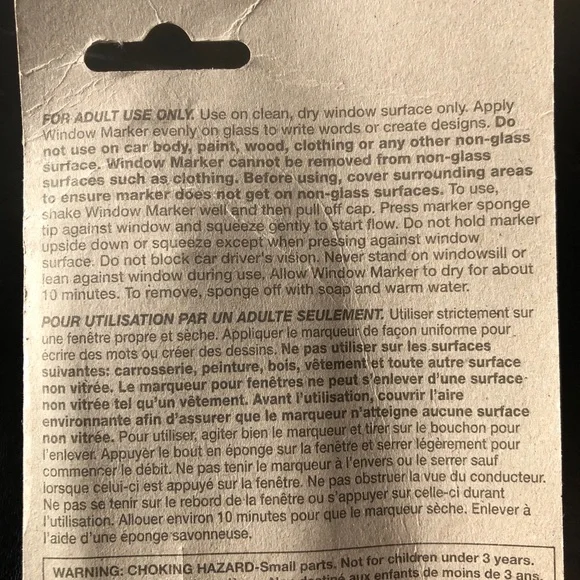 FOR ADULT USE ONLY. Use on clean, dry window surface only. Apply
Window Marker evenly on glass to write words or create designs. Do
not use on car body, paint, wood, clothing or any other non-glass
surface. Window Marker cannot be removed from non-glass
surfaces such as clothing. Before using, cover surrounding areas
to ensure marker does not get on non-glass surfaces. To use,
shake Window Marker well and then pull off cap. Press marker sponge
tip against window and squeeze gently to start flow. Do not hold marker
upside down or squeeze except when pressing against window
surface. Do not block car driver's vision. Never stand on windowsill or
lean against window during use. Allow Window Marker to dry for about
10 minutes. To remove, sponge off with soap and warm water.
POUR UTILISATION PAR UN ADULTE SEULEMENT. Utiliser strictement sur
une fenêtre propre et sèche. Appliquer le marqueur de façon uniforme pour
écrire des mots ou créer des dessins. Ne pas utiliser sur les surfaces
suivantes: carrosserie, peinture, bois, vêtement et toute autre surface
non vitrée. Le marqueur pour fenêtres ne peut s'enlever d'une surface
non vitrée tel qu'un vêtement. Avant l'utilisation, couvrir l'aire
environnante afin d'assurer que le marqueur n'atteigne aucune surface
non vitrée. Pour utiliser, agiter bien le marqueur et tirer sur le bouchon pour
l'enlever. Appuyer le bout en éponge sur la fenêtre et serrer légèrement pour
commencer le débit. Ne pas tenir le marqueur à l'envers ou le serrer sauf
lorsque celui-ci est appuyé sur la fenêtre. Ne pas obstruer la vue du conducteur.
Ne pas se tenir sur le rebord de la fenêtre ou s'appuyer sur celle-ci durant
l'utilisation. Allouer environ 10 minutes pour que le marqueur sèche. Enlever à
l'aide d'une éponge savonneuse.
WARNING: CHOKING HAZARD-Small parts. Not for children under 3 years.
aux enfants de moins de 3 ans.